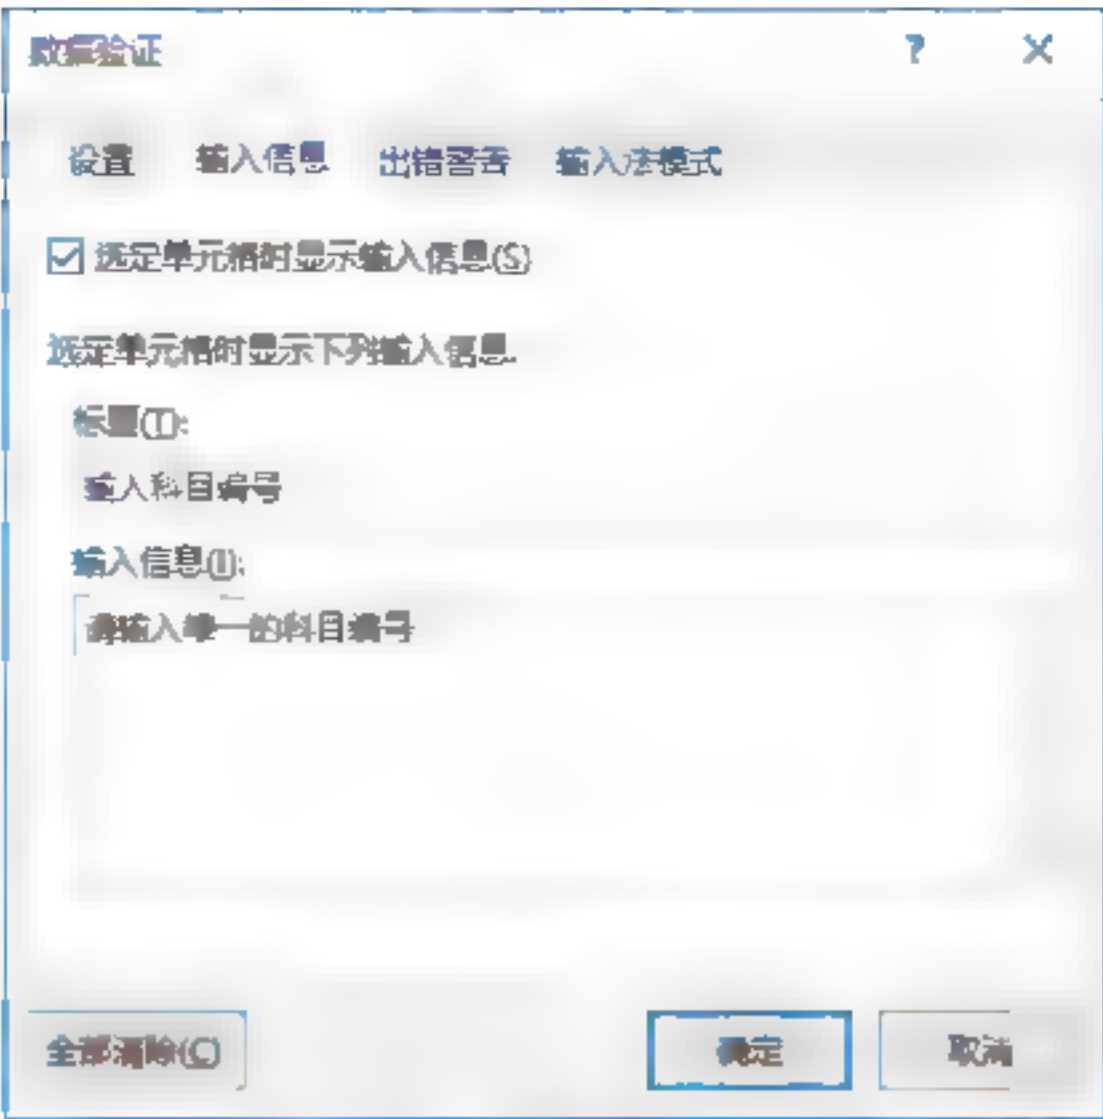 数据验证 ? ×
设置 输入信息 出错警告 输入法模式
选定单元格时显示输入信息(S)
选定单元格时显示下列输入信息:
标题(T):
输入科目编号
输入信息(I):
请输入唯一的科目编号
全部清除(C) 确定 取消